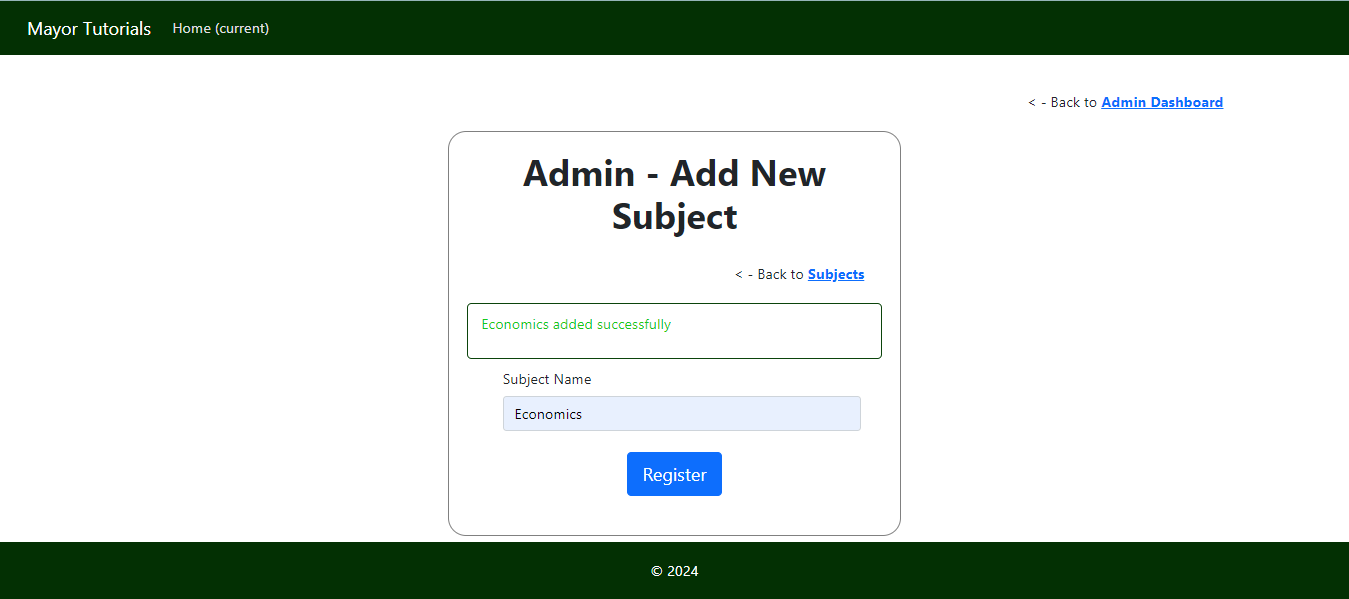 Mayor Tutorials Home (current)
< - Back to Admin Dashboard
Admin - Add New
Subject
< - Back to Subjects
Economics added successfully
Subject Name
Economics
Register
© 2024